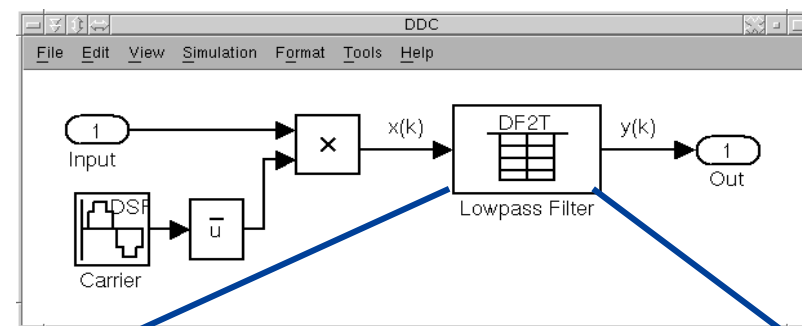 DDC
File Edit View Simulation Format Tools Help
1
Input
DSP
Carrier
u
×
x(k)
DF2T
Lowpass Filter
y(k)
1
Out